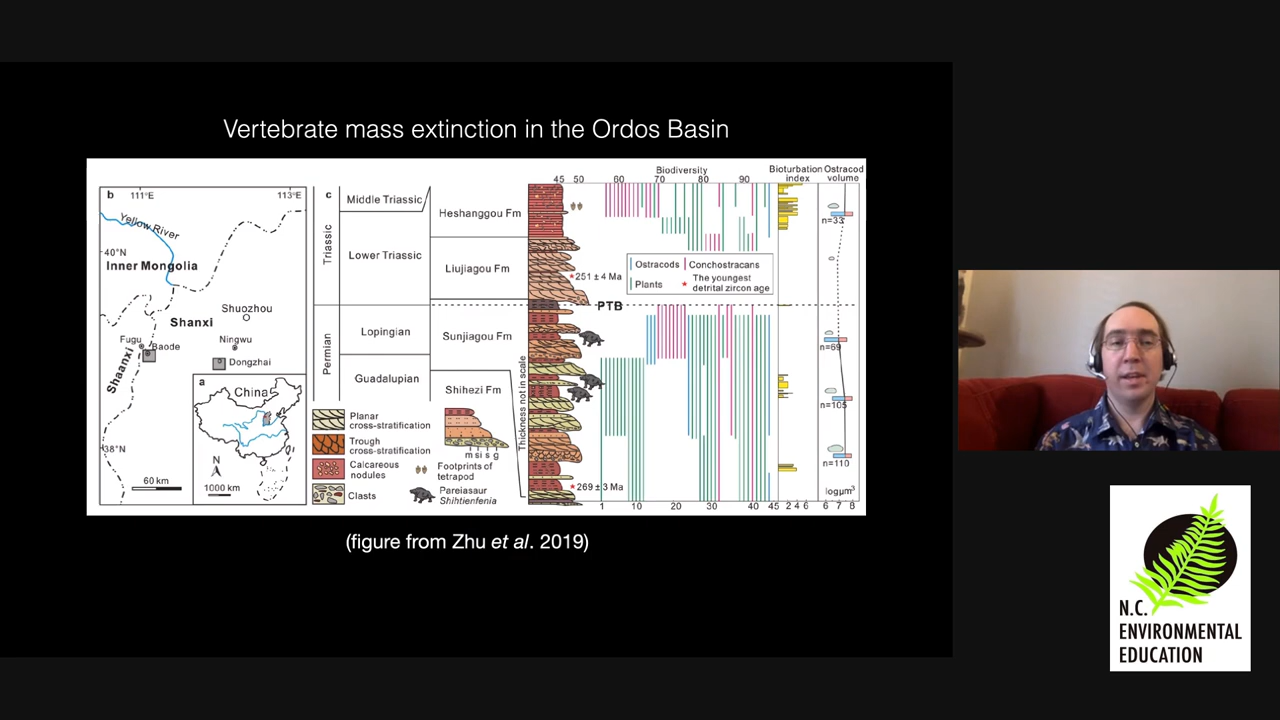 Vertebrate mass extinction in the Ordos Basin
b
111°E
113°E
Yellow River
40°N
Inner Mongolia
Shuozhou
Shanxi
Fugu
Baode
Ningwu
Dongzhai
Shaanxi
38°N
60 km
a
China
N
1000 km
c
Triassic
Middle Triassic
Lower Triassic
Permian
Lopingian
Guadalupian
Heshanggou Fm
Liujiagou Fm
Sunjiagou Fm
Shihezi Fm
Thickness not in scale
Planar
cross-stratification
Trough
cross-stratification
Calcareous
nodules
Clasts
m si s g
Footprints of
tetrapod
Pareiasaur
Shihtienfenia
Biodiversity
45 50 60 70 80 90
Bioturbation
index
Ostracod
volume
251 ± 4 Ma
Ostracods
Conchostracans
Plants
The youngest
detrital zircon age
PTB
269 ± 3 Ma
n=33
n=69
n=105
n=110
logμm³
1 10 20 30 40 45 2 4 6 6 7 8
(figure from Zhu et al. 2019)
N.C.
ENVIRONMENTAL
EDUCATION